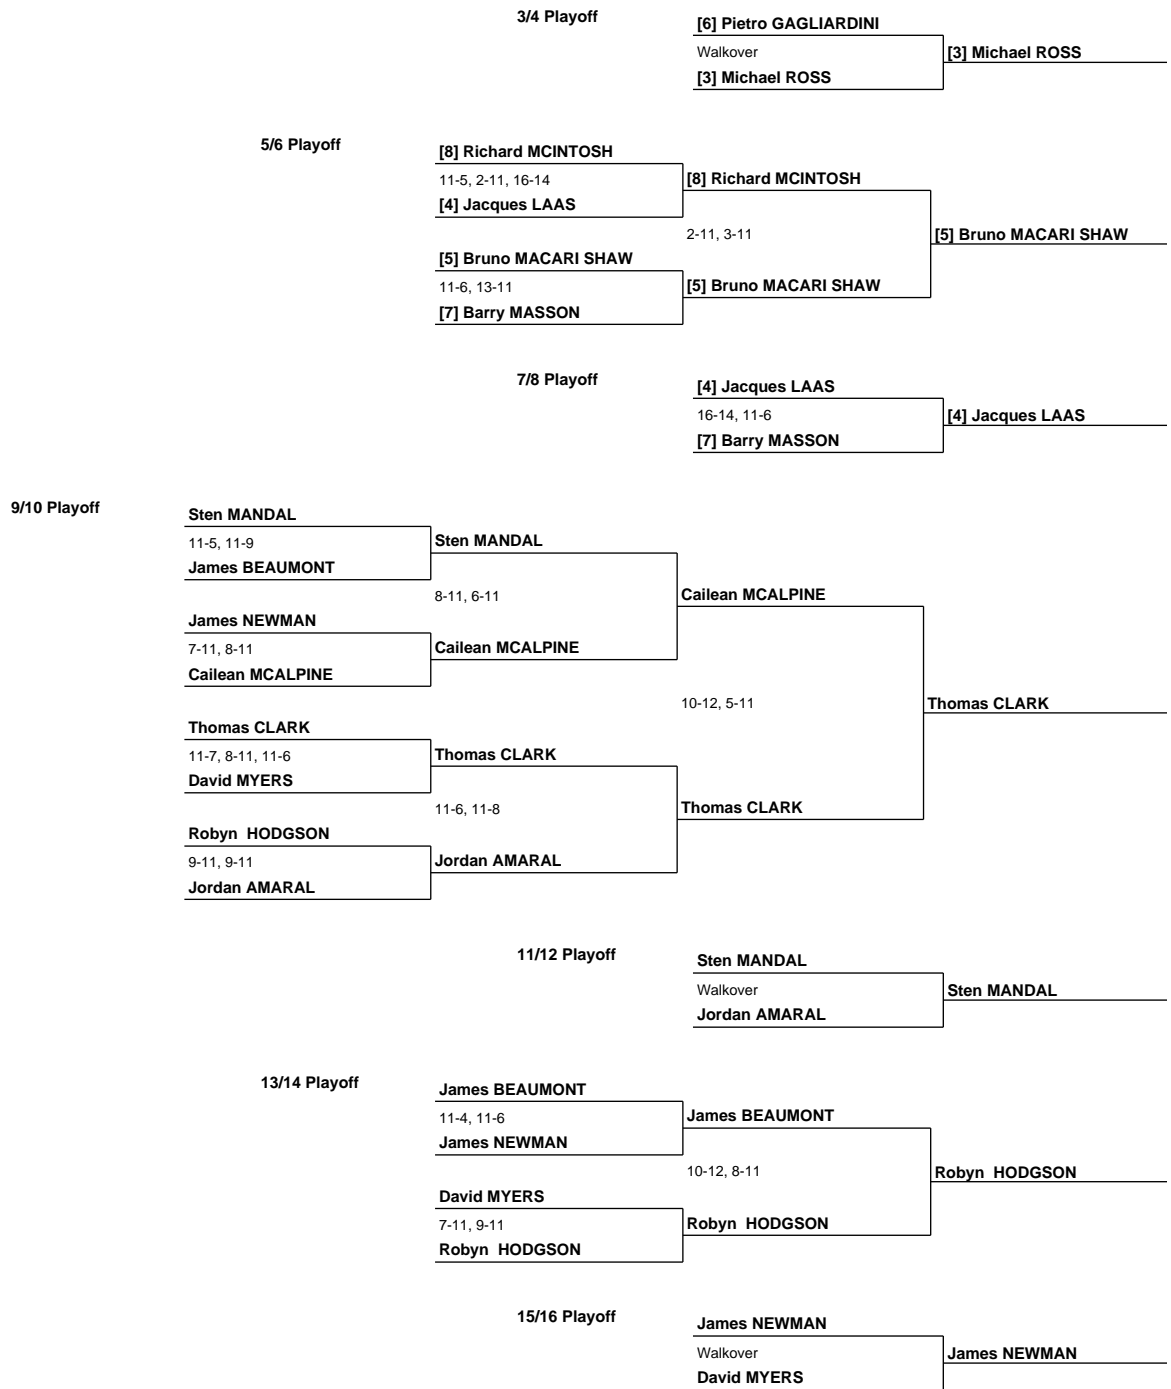 3/4 Playoff
[6] Pietro GAGLIARDINI
Walkover
[3] Michael ROSS
[3] Michael ROSS
5/6 Playoff
[8] Richard MCINTOSH
11-5, 2-11, 16-14
[8] Richard MCINTOSH
[4] Jacques LAAS
2-11, 3-11
[5] Bruno MACARI SHAW
[5] Bruno MACARI SHAW
11-6, 13-11
[5] Bruno MACARI SHAW
[7] Barry MASSON
7/8 Playoff
[4] Jacques LAAS
16-14, 11-6
[4] Jacques LAAS
[7] Barry MASSON
9/10 Playoff
Sten MANDAL
11-5, 11-9
Sten MANDAL
James BEAUMONT
8-11, 6-11
Cailean MCALPINE
James NEWMAN
7-11, 8-11
Cailean MCALPINE
Cailean MCALPINE
10-12, 5-11
Thomas CLARK
Thomas CLARK
11-7, 8-11, 11-6
Thomas CLARK
David MYERS
11-6, 11-8
Thomas CLARK
Robyn  HODGSON
9-11, 9-11
Jordan AMARAL
Jordan AMARAL
11/12 Playoff
Sten MANDAL
Walkover
Sten MANDAL
Jordan AMARAL
13/14 Playoff
James BEAUMONT
11-4, 11-6
James BEAUMONT
James NEWMAN
10-12, 8-11
Robyn  HODGSON
David MYERS
7-11, 9-11
Robyn  HODGSON
Robyn  HODGSON
15/16 Playoff
James NEWMAN
Walkover
James NEWMAN
David MYERS